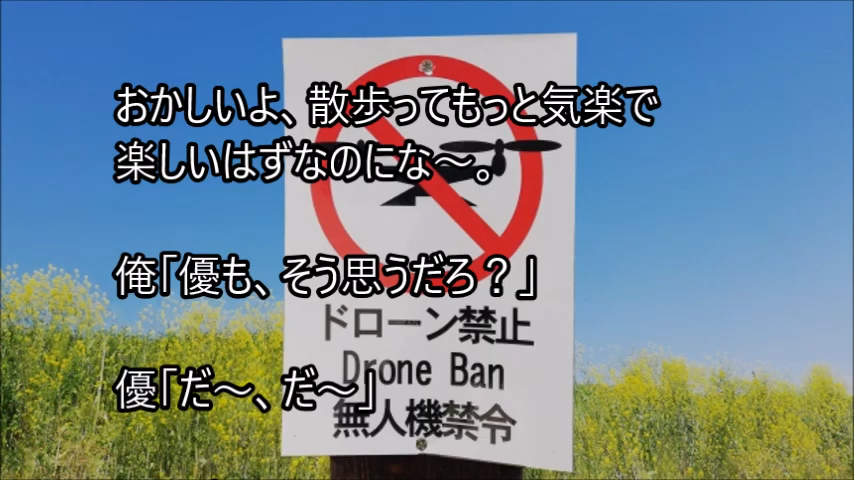 おかしいよ、散歩ってもっと気楽で
楽しいはずなのにな～。
俺「優も、そう思うだろ？」
優「だ～、だ～」
ドローン禁止
Drone Ban
無人機禁令